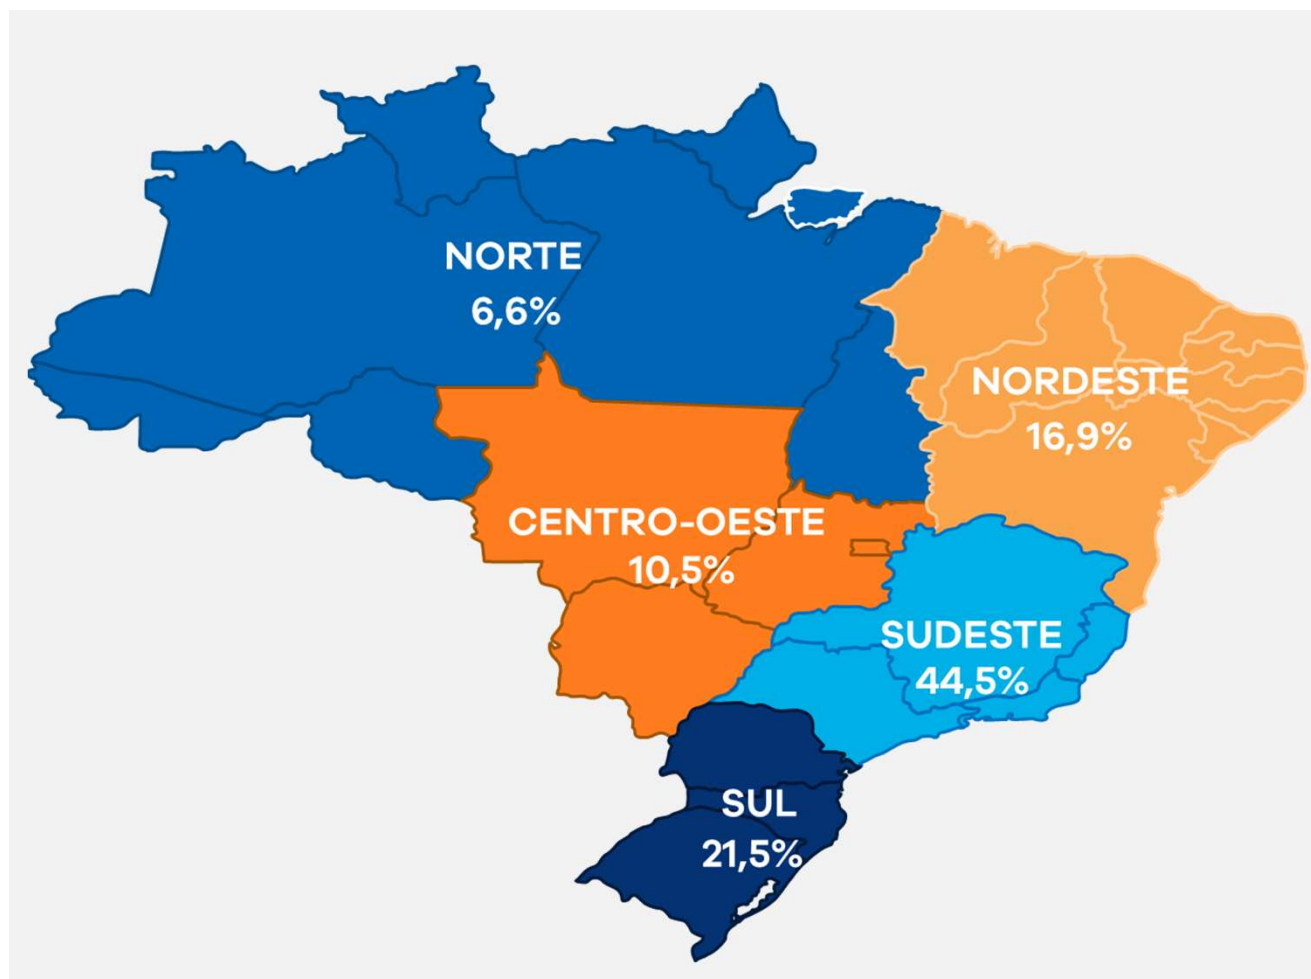 NORTE
6,6%
NORDESTE
16,9%
CENTRO-OESTE
10,5%
SUDESTE
44,5%
SUL
21,5%